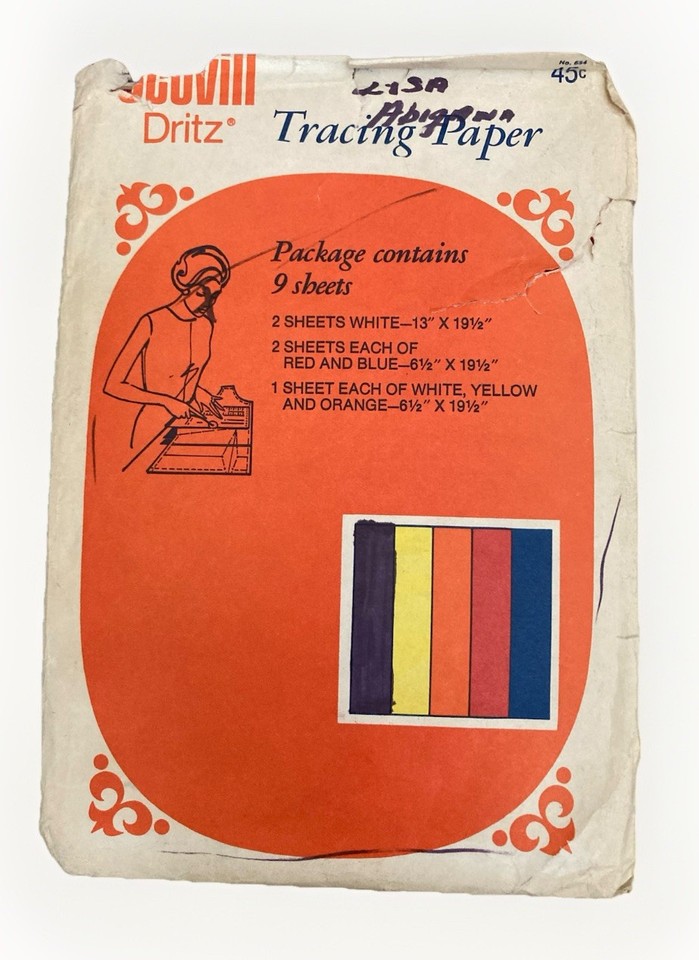 Scovill
Dritz®
No. 694
45¢
LISA
Tracing Paper
Package contains
9 sheets
2 SHEETS WHITE—13" X 19½"
2 SHEETS EACH OF
RED AND BLUE—6½" X 19½"
1 SHEET EACH OF WHITE, YELLOW
AND ORANGE—6½" X 19½"